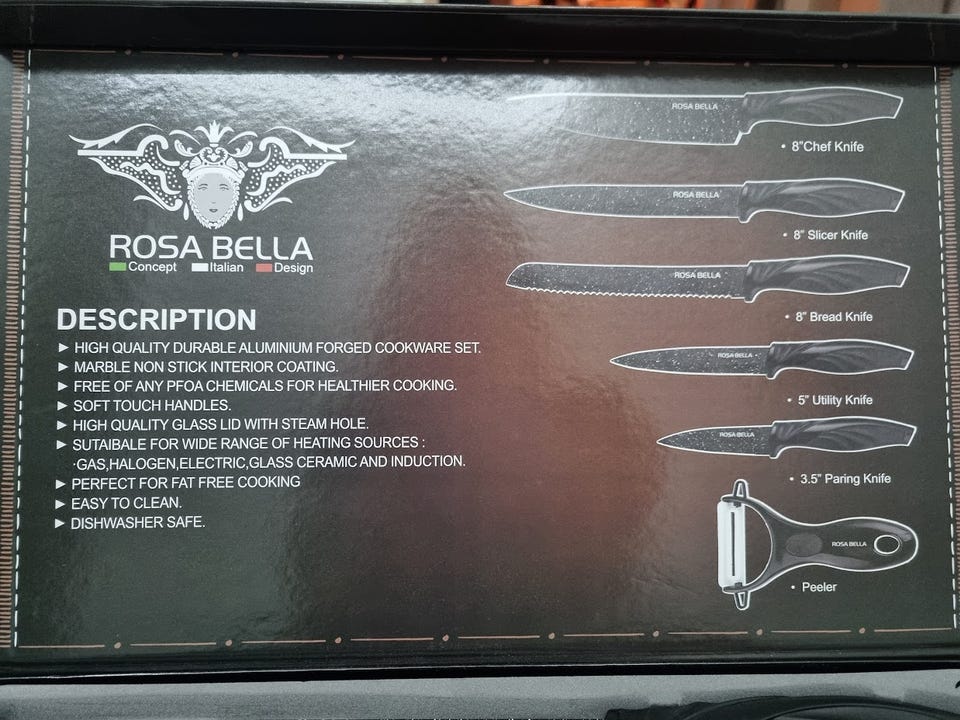 ROSA BELLA
Concept Italian Design
DESCRIPTION
► HIGH QUALITY DURABLE ALUMINIUM FORGED COOKWARE SET.
► MARBLE NON STICK INTERIOR COATING.
► FREE OF ANY PFOA CHEMICALS FOR HEALTHIER COOKING.
► SOFT TOUCH HANDLES.
► HIGH QUALITY GLASS LID WITH STEAM HOLE.
► SUTAIBALE FOR WIDE RANGE OF HEATING SOURCES :
·GAS,HALOGEN,ELECTRIC,GLASS CERAMIC AND INDUCTION.
► PERFECT FOR FAT FREE COOKING
► EASY TO CLEAN.
► DISHWASHER SAFE.
ROSA BELLA
• 8"Chef Knife
ROSA BELLA
• 8" Slicer Knife
ROSA BELLA
• 8" Bread Knife
ROSA BELLA
• 5" Utility Knife
ROSA BELLA
• 3.5" Paring Knife
ROSA BELLA
• Peeler